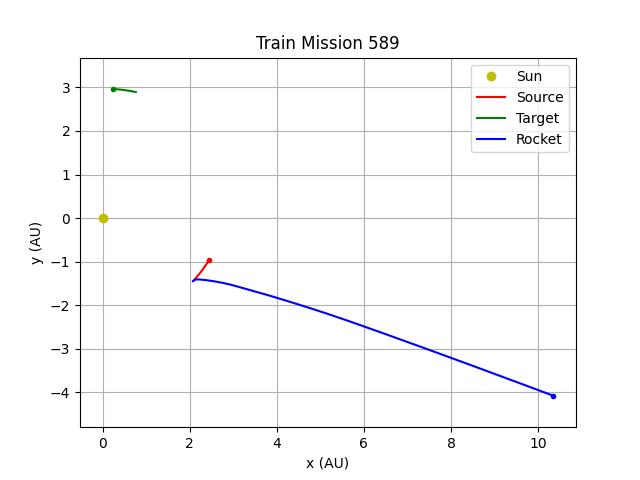 Train Mission 589
Sun
Source
Target
Rocket
3
2
1
0
−1
−2
−3
−4
y (AU)
0
2
4
6
8
10
x (AU)